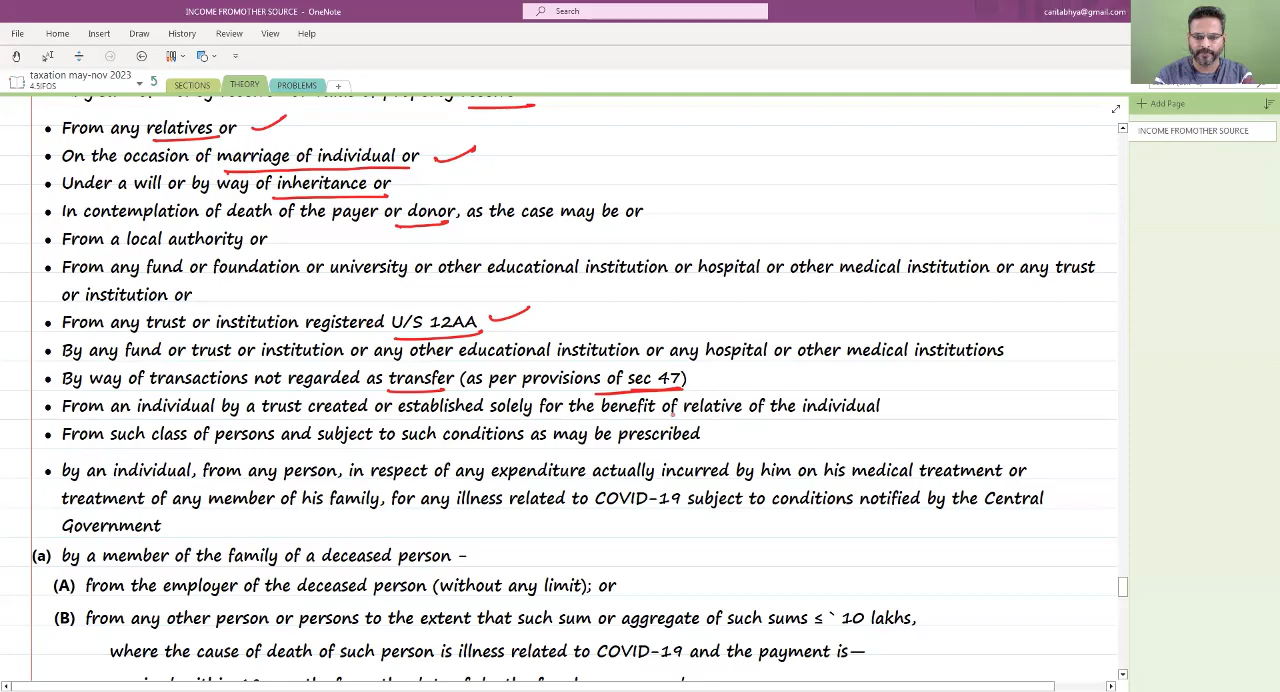 INCOME FROMOTHER SOURCE - OneNote
Search
cantabhya@gmail.com
File Home Insert Draw History Review View Help
taxation may-nov 2023
4.5IFOS
SECTIONS THEORY PROBLEMS
Add Page
INCOME FROMOTHER SOURCE
• From any relatives or
• On the occasion of marriage of individual or
• Under a will or by way of inheritance or
• In contemplation of death of the payer or donor, as the case may be or
• From a local authority or
• From any fund or foundation or university or other educational institution or hospital or other medical institution or any trust
or institution or
• From any trust or institution registered U/S 12AA
• By any fund or trust or institution or any other educational institution or any hospital or other medical institutions
• By way of transactions not regarded as transfer (as per provisions of sec 47)
• From an individual by a trust created or established solely for the benefit of relative of the individual
• From such class of persons and subject to such conditions as may be prescribed
• by an individual, from any person, in respect of any expenditure actually incurred by him on his medical treatment or
treatment of any member of his family, for any illness related to COVID-19 subject to conditions notified by the Central
Government
(a) by a member of the family of a deceased person -
(A) from the employer of the deceased person (without any limit); or
(B) from any other person or persons to the extent that such sum or aggregate of such sums ≤ ` 10 lakhs,
where the cause of death of such person is illness related to COVID-19 and the payment is—